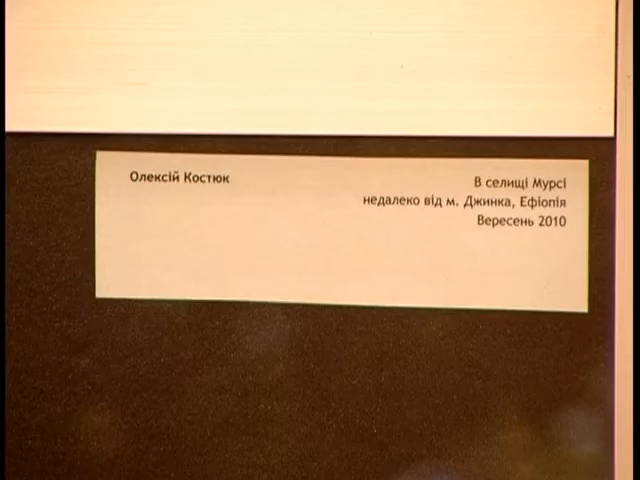 Олексій Костюк
В селищі Мурсі
недалеко від м. Джинка, Ефіопія
Вересень 2010